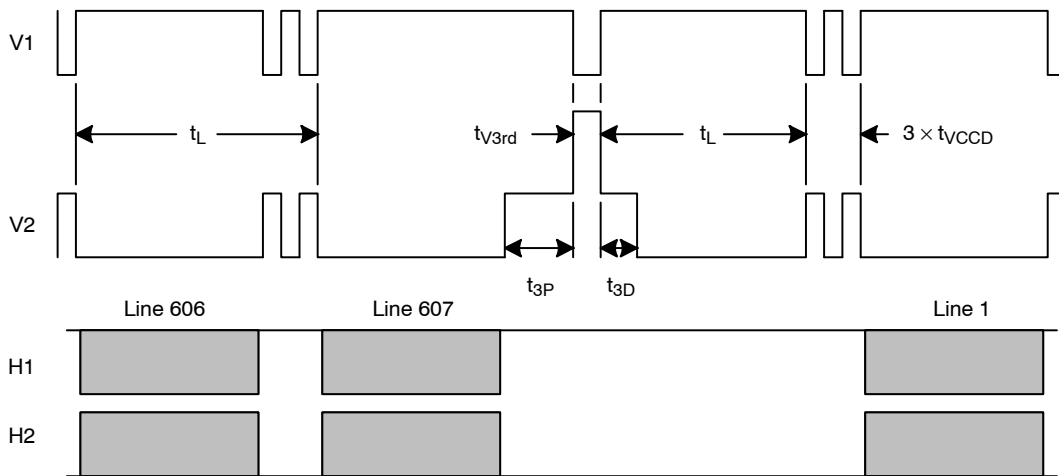 V1
t_L
t_V3rd
t_L
3 × t_VCCD
V2
t_3P
t_3D
Line 606
Line 607
Line 1
H1
H2